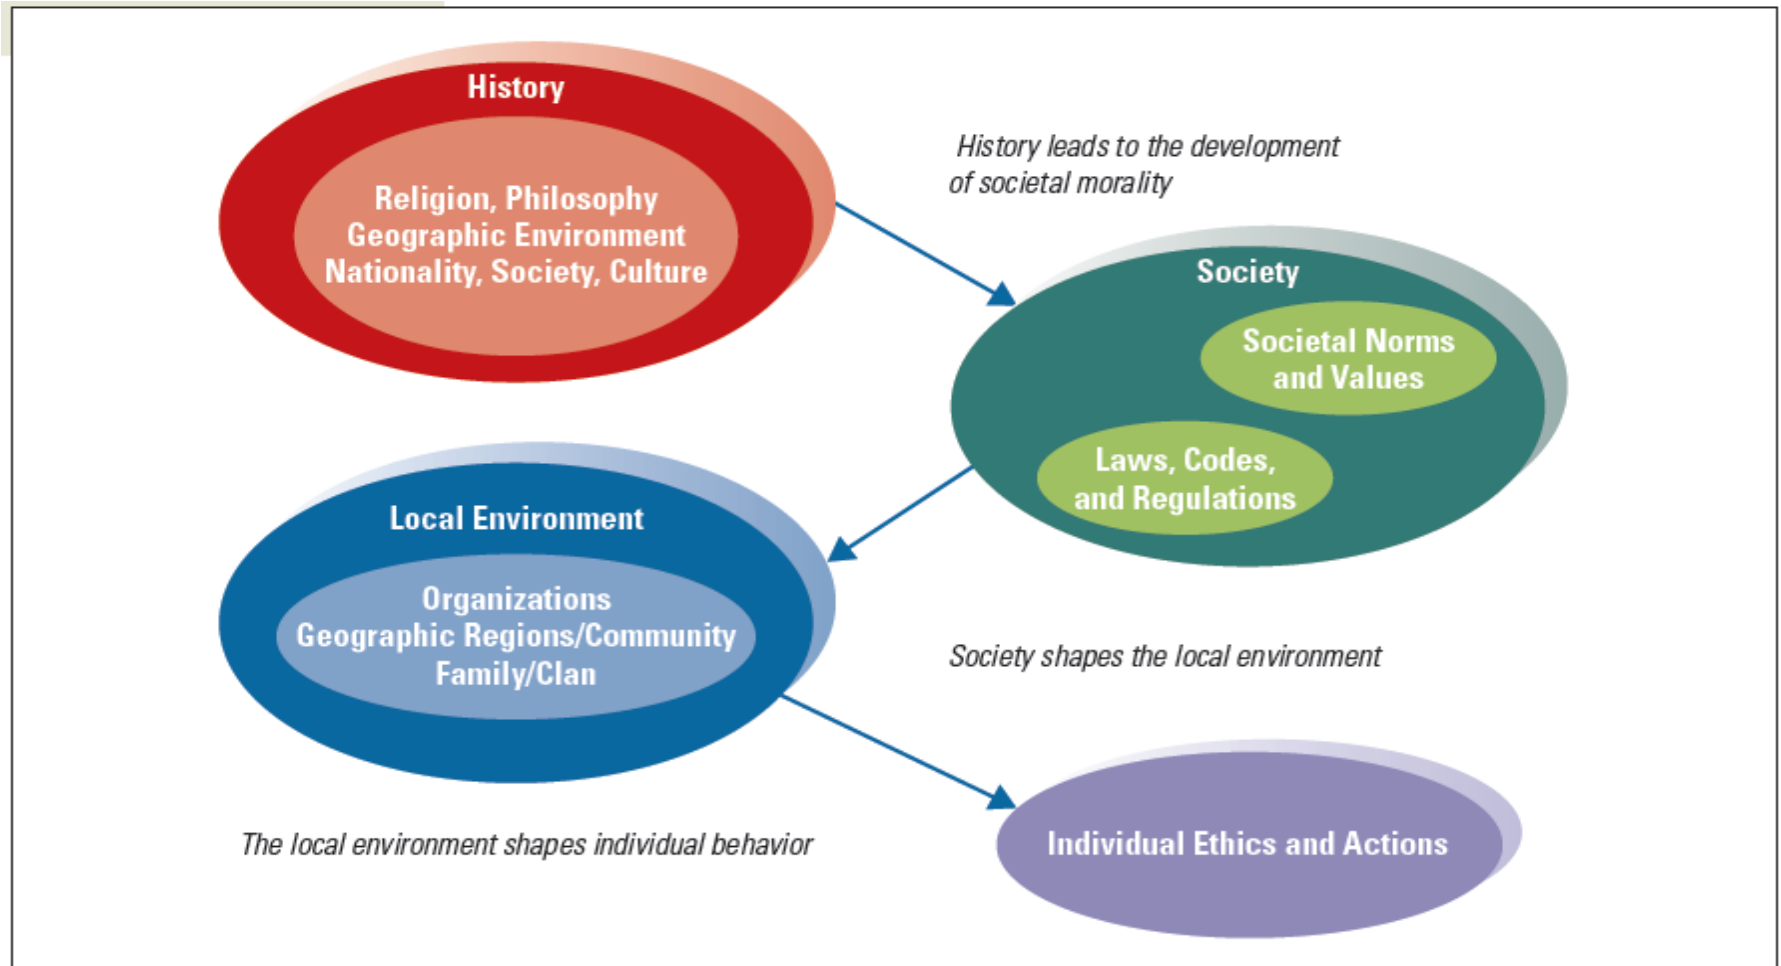 History
Religion, Philosophy
Geographic Environment
Nationality, Society, Culture
History leads to the development
of societal morality
Society
Societal Norms
and Values
Laws, Codes,
and Regulations
Local Environment
Organizations
Geographic Regions/Community
Family/Clan
Society shapes the local environment
The local environment shapes individual behavior
Individual Ethics and Actions